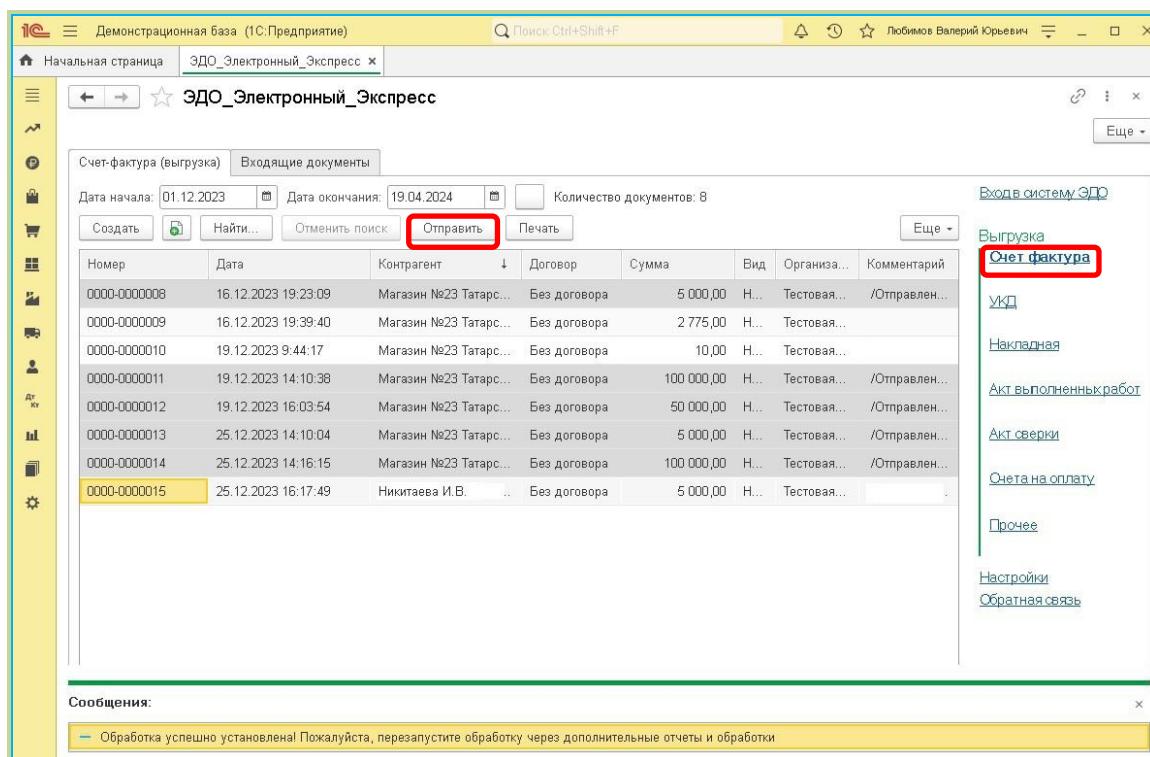 1С Демонстрационная база (1С:Предприятие) Поиск Ctrl+Shift+F Любимов Валерий Юрьевич
Начальная страница ЭДО_Электронный_Экспресс ×
ЭДО_Электронный_Экспресс
Еще
Счет-фактура (выгрузка) Входящие документы
Дата начала: 01.12.2023 Дата окончания: 19.04.2024 Количество документов: 8
Создать Найти... Отменить поиск Отправить Печать Еще
Номер Дата Контрагент ↓ Договор Сумма Вид Организа... Комментарий
0000-0000008 16.12.2023 19:23:09 Магазин №23 Татарс... Без договора 5 000,00 Н... Тестовая... /Отправлен...
0000-0000009 16.12.2023 19:39:40 Магазин №23 Татарс... Без договора 2 775,00 Н... Тестовая...
0000-0000010 19.12.2023 9:44:17 Магазин №23 Татарс... Без договора 10,00 Н... Тестовая...
0000-0000011 19.12.2023 14:10:38 Магазин №23 Татарс... Без договора 100 000,00 Н... Тестовая... /Отправлен...
0000-0000012 19.12.2023 16:03:54 Магазин №23 Татарс... Без договора 50 000,00 Н... Тестовая... /Отправлен...
0000-0000013 25.12.2023 14:10:04 Магазин №23 Татарс... Без договора 5 000,00 Н... Тестовая... /Отправлен...
0000-0000014 25.12.2023 14:16:15 Магазин №23 Татарс... Без договора 100 000,00 Н... Тестовая... /Отправлен...
0000-0000015 25.12.2023 16:17:49 Никитаева И.В. .. Без договора 5 000,00 Н... Тестовая... .
Вход в систему ЭДО
Выгрузка
Счет фактура
УКД
Накладная
Акт выполненных работ
Акт сверки
Счета на оплату
Прочее
Настройки
Обратная связь
Дт
Кт
Сообщения: ×
Обработка успешно установлена! Пожалуйста, перезапустите обработку через дополнительные отчеты и обработки